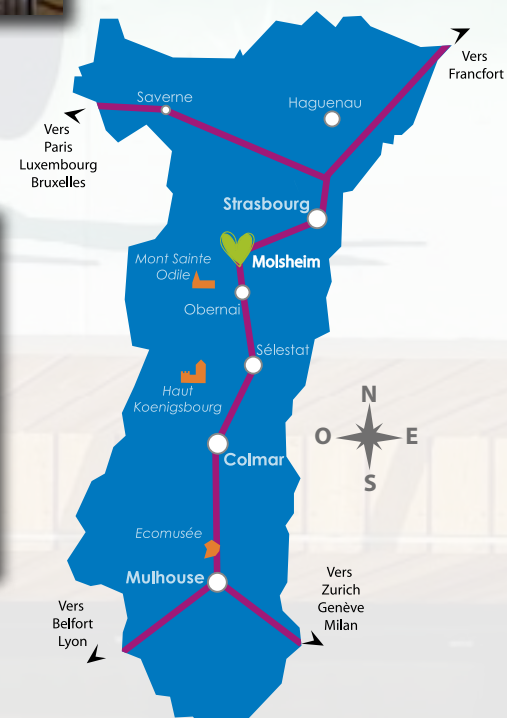 Vers
Francfort
Saverne
Haguenau
Vers
Paris
Luxembourg
Bruxelles
Strasbourg
Mont Sainte
Odile
Molsheim
Obernai
Sélestat
Haut
Koenigsbourg
N
O E
S
Colmar
Ecomusée
Mulhouse
Vers
Zurich
Genève
Milan
Vers
Belfort
Lyon